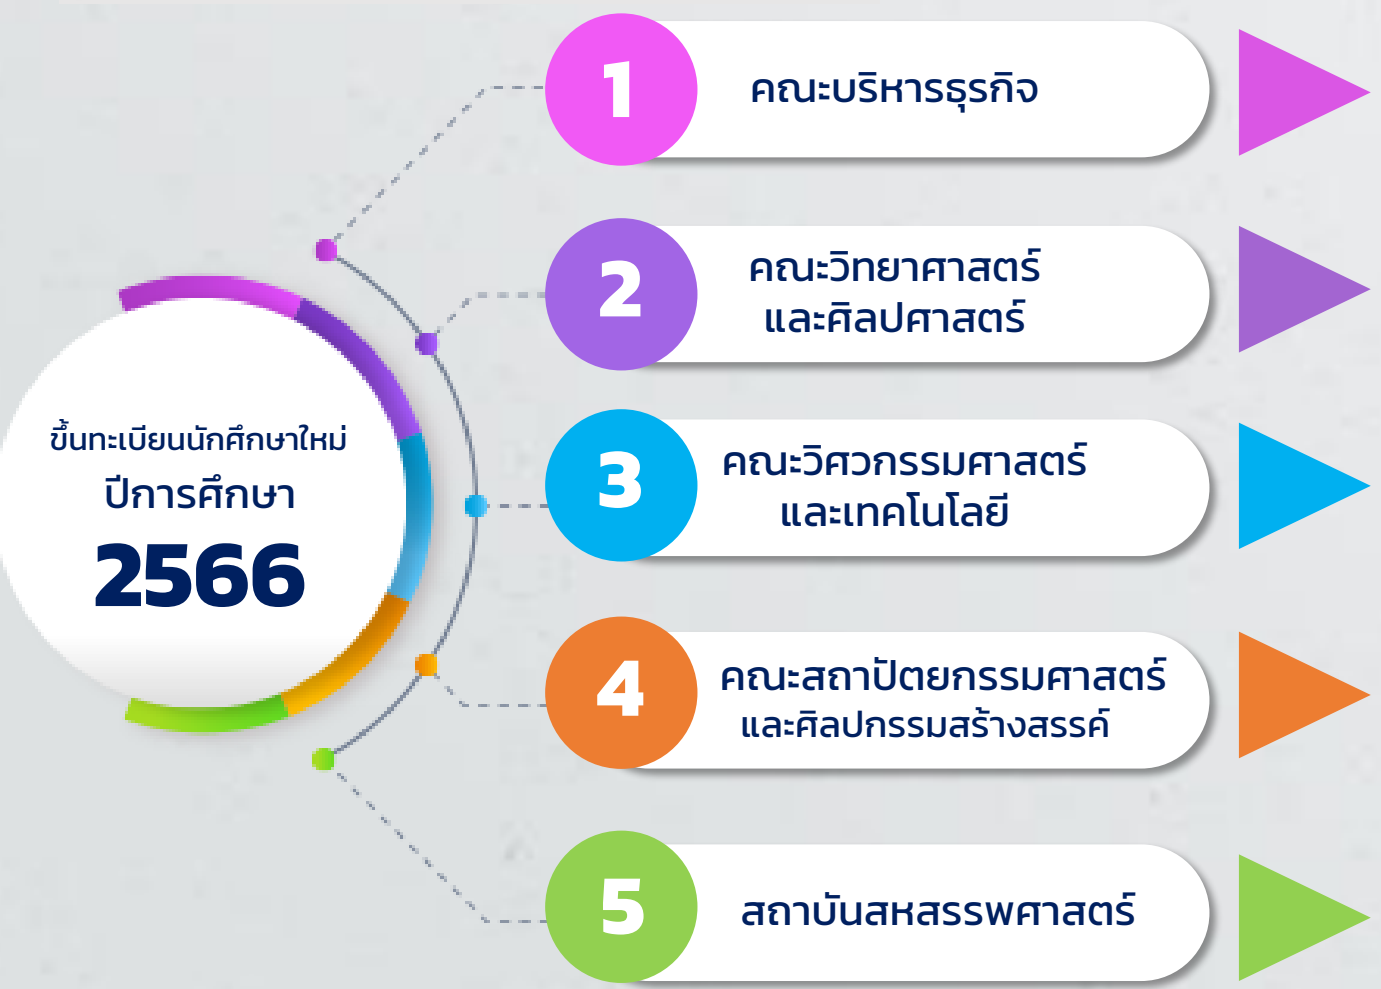 ขึ้นทะเบียนนักศึกษาใหม่
ปีการศึกษา
2566
1
คณะบริหารธุรกิจ
2
คณะวิทยาศาสตร์
และศิลปศาสตร์
3
คณะวิศวกรรมศาสตร์
และเทคโนโลยี
4
คณะสถาปัตยกรรมศาสตร์
และศิลปกรรมสร้างสรรค์
5
สถาบันสหสรรพศาสตร์